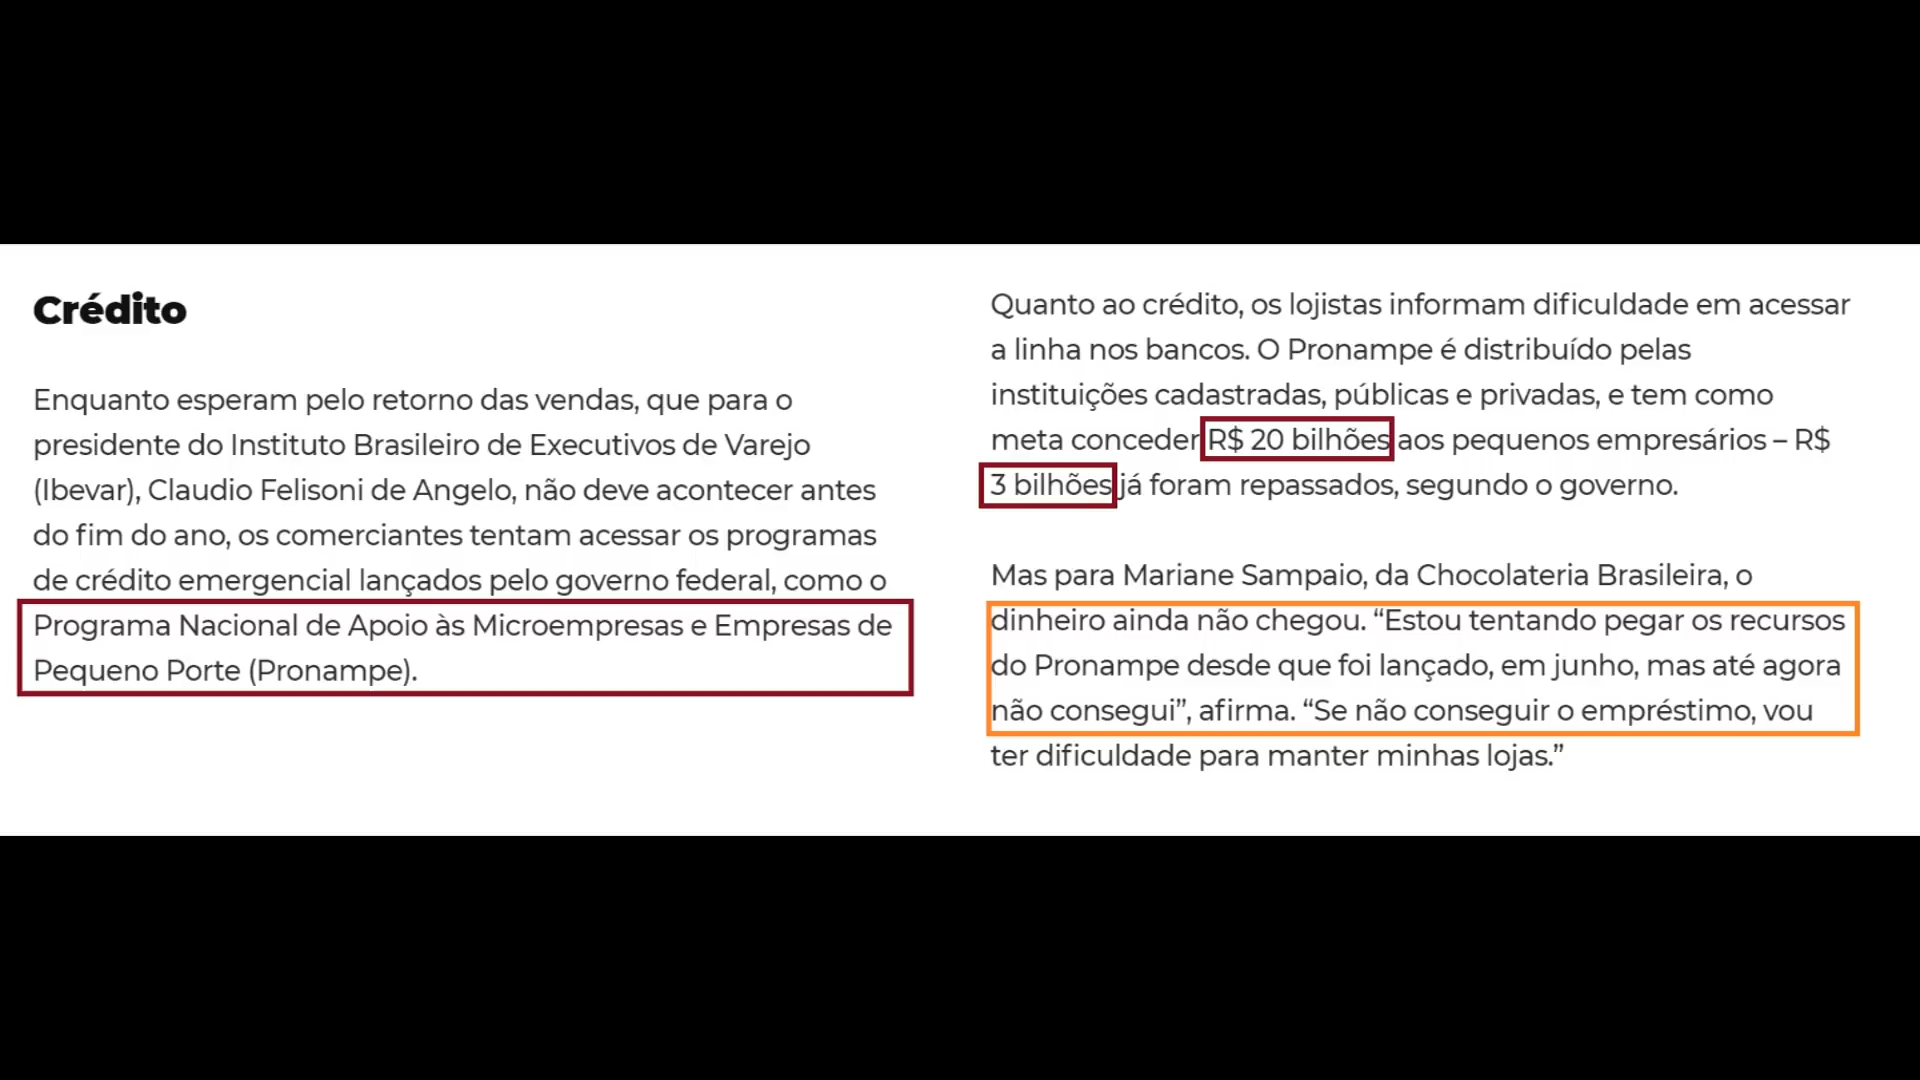 Crédito
Enquanto esperam pelo retorno das vendas, que para o
presidente do Instituto Brasileiro de Executivos de Varejo
(Ibevar), Claudio Felisoni de Angelo, não deve acontecer antes
do fim do ano, os comerciantes tentam acessar os programas
de crédito emergencial lançados pelo governo federal, como o
Programa Nacional de Apoio às Microempresas e Empresas de
Pequeno Porte (Pronampe).
Quanto ao crédito, os lojistas informam dificuldade em acessar
a linha nos bancos. O Pronampe é distribuído pelas
instituições cadastradas, públicas e privadas, e tem como
meta conceder R$ 20 bilhões aos pequenos empresários – R$
3 bilhões já foram repassados, segundo o governo.
Mas para Mariane Sampaio, da Chocolateria Brasileira, o
dinheiro ainda não chegou. “Estou tentando pegar os recursos
do Pronampe desde que foi lançado, em junho, mas até agora
não consegui”, afirma. “Se não conseguir o empréstimo, vou
ter dificuldade para manter minhas lojas.”